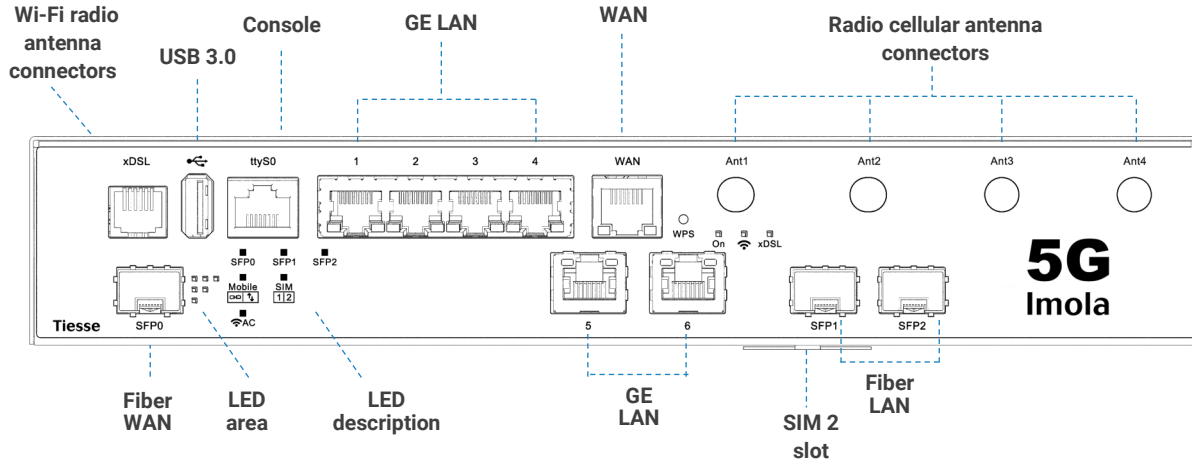 Wi-Fi radio
antenna
connectors
USB 3.0
Console
GE LAN
WAN
Radio cellular antenna
connectors
xDSL
ttyS0
1
2
3
4
WAN
Ant1
Ant2
Ant3
Ant4
WPS
On
xDSL
SFP0
SFP1
SFP2
Mobile
SIM
1 2
AC
5G
Imola
Tiesse
SFP0
5
6
SFP1
SFP2
Fiber
WAN
LED
area
LED
description
GE
LAN
SIM 2
slot
Fiber
LAN